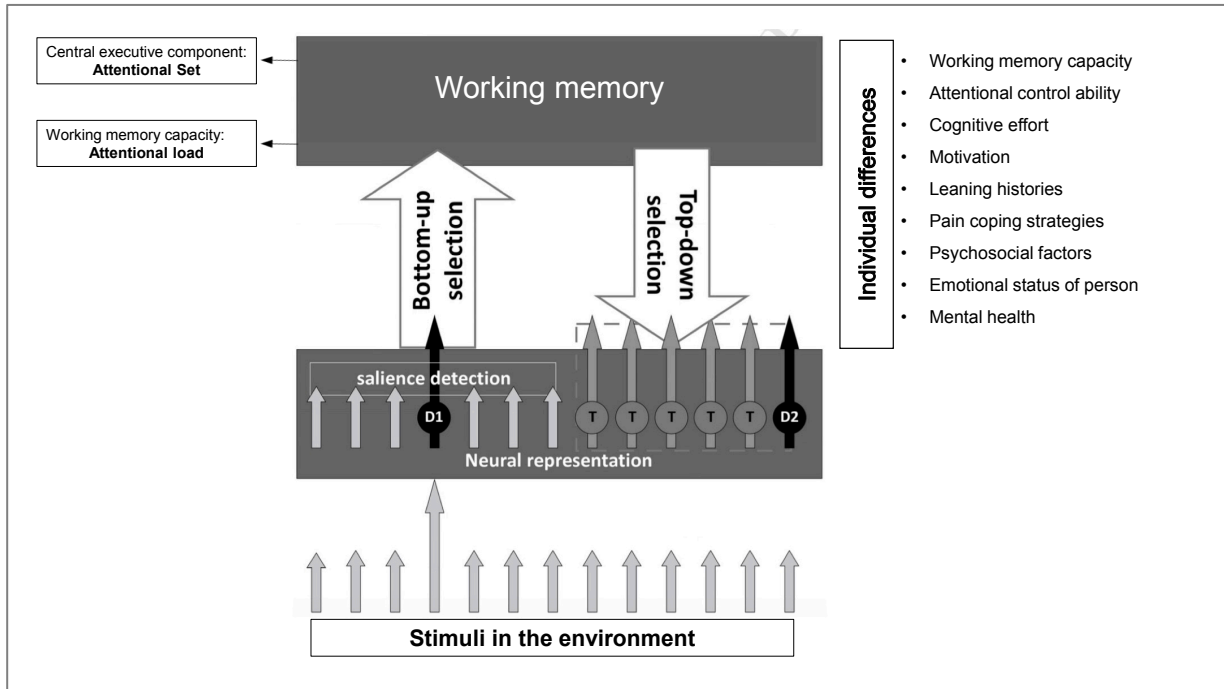 Central executive component:
Attentional Set
Working memory capacity:
Attentional load
Working memory
Bottom-up
selection
Top-down
selection
Individual differences
• Working memory capacity
• Attentional control ability
• Cognitive effort
• Motivation
• Leaning histories
• Pain coping strategies
• Psychosocial factors
• Emotional status of person
• Mental health
salience detection
D1
T
T
T
T
T
D2
Neural representation
Stimuli in the environment